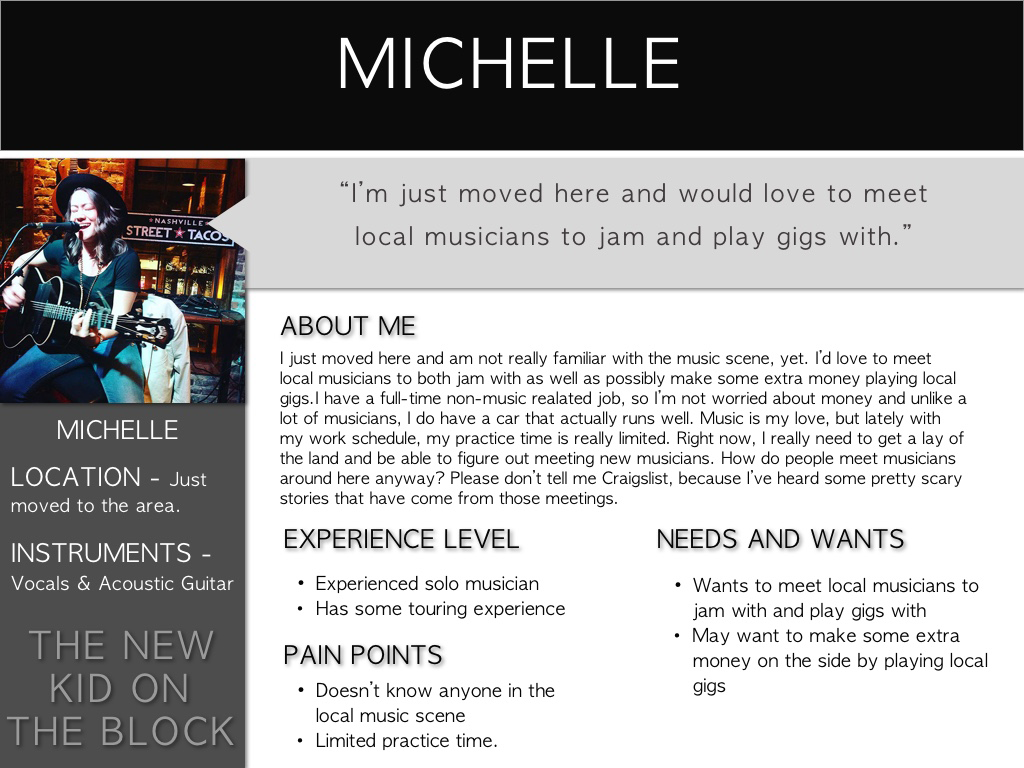 MICHELLE
NASHVILLE
STREET ★ TACOS
“I’m just moved here and would love to meet
local musicians to jam and play gigs with.”
MICHELLE
LOCATION - Just
moved to the area.
INSTRUMENTS -
Vocals & Acoustic Guitar
THE NEW
KID ON
THE BLOCK
ABOUT ME
I just moved here and am not really familiar with the music scene, yet. I’d love to meet
local musicians to both jam with as well as possibly make some extra money playing local
gigs.I have a full-time non-music realated job, so I’m not worried about money and unlike a
lot of musicians, I do have a car that actually runs well. Music is my love, but lately with
my work schedule, my practice time is really limited. Right now, I really need to get a lay of
the land and be able to figure out meeting new musicians. How do people meet musicians
around here anyway? Please don’t tell me Craigslist, because I’ve heard some pretty scary
stories that have come from those meetings.
EXPERIENCE LEVEL
• Experienced solo musician
• Has some touring experience
PAIN POINTS
• Doesn’t know anyone in the
local music scene
• Limited practice time.
NEEDS AND WANTS
• Wants to meet local musicians to
jam with and play gigs with
• May want to make some extra
money on the side by playing local
gigs